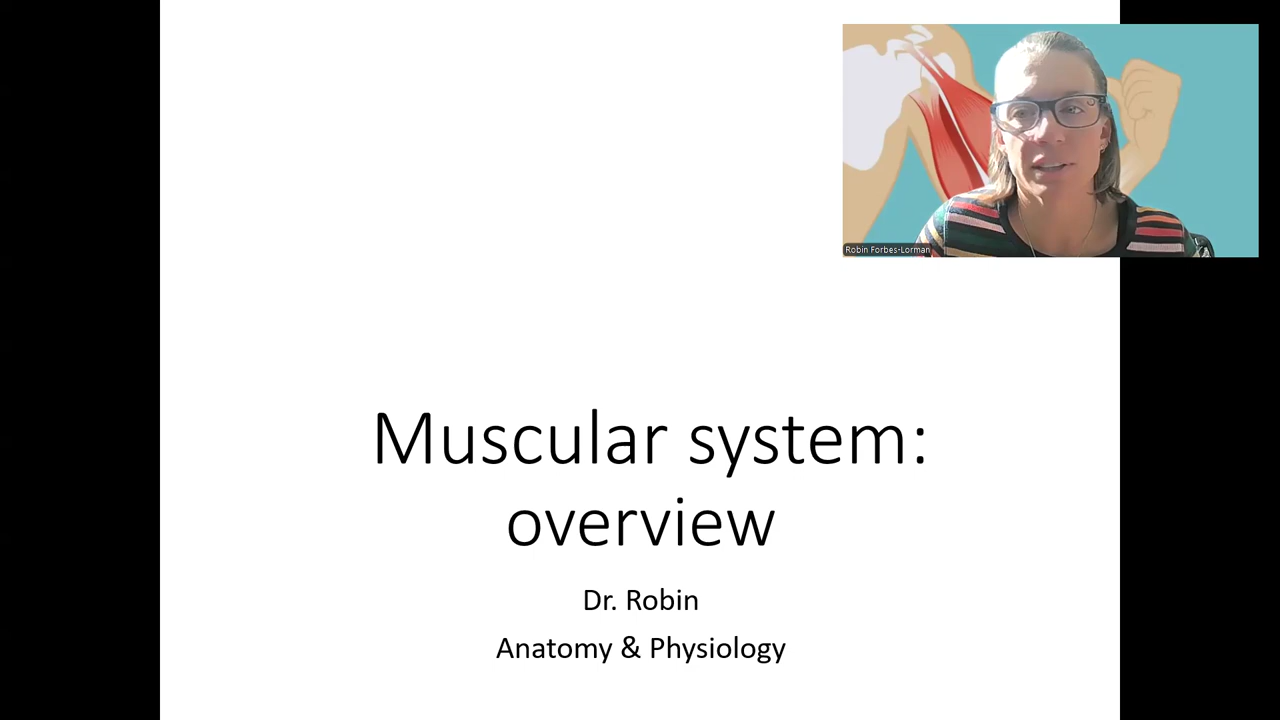 Robin Forbes-Lorman
Muscular system:
overview
Dr. Robin
Anatomy & Physiology